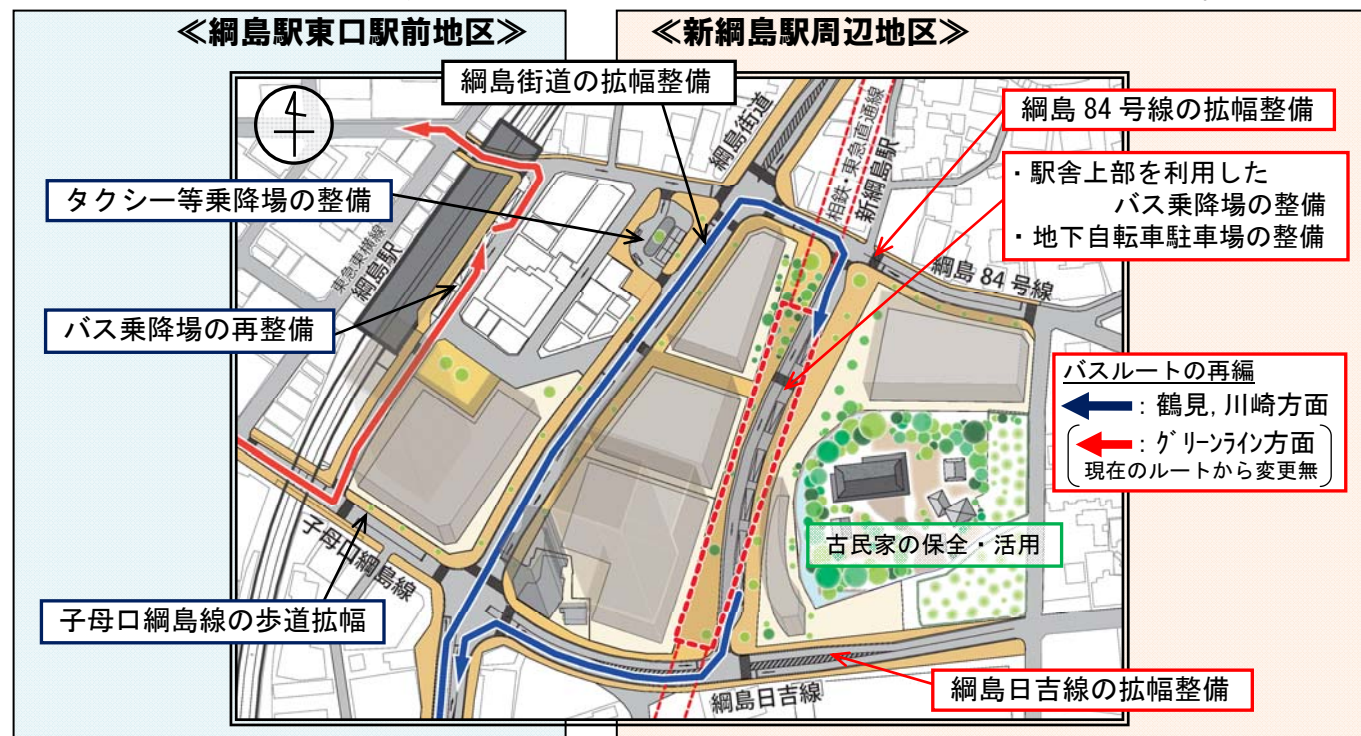 ≪綱島駅東口駅前地区≫
≪新綱島駅周辺地区≫
綱島街道の拡幅整備
綱島街道
相鉄・東急直通線
新綱島駅
綱島 84 号線の拡幅整備
・駅舎上部を利用した
バス乗降場の整備
・地下自転車駐車場の整備
タクシー等乗降場の整備
東急東横線
綱島駅
綱島 84 号線
バス乗降場の再整備
バスルートの再編
：鶴見，川崎方面
：グリーンライン方面
現在のルートから変更無
古民家の保全・活用
子母口綱島線
子母口綱島線の歩道拡幅
綱島日吉線の拡幅整備
綱島日吉線